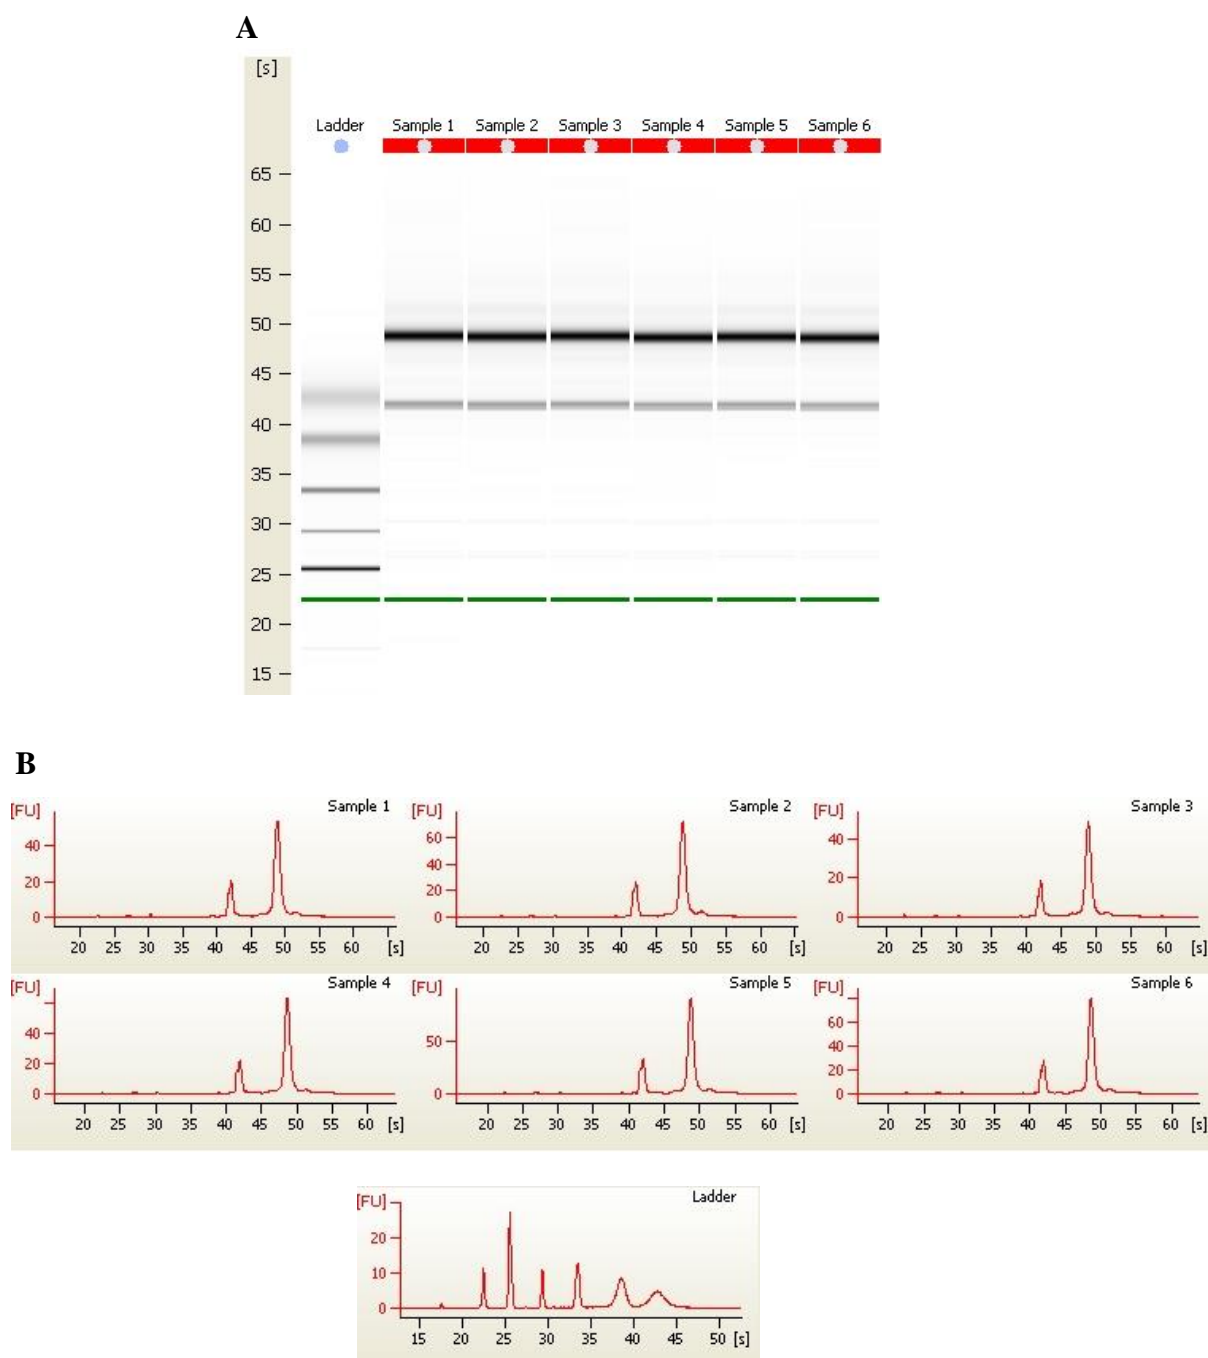 A
[s]
Ladder Sample 1 Sample 2 Sample 3 Sample 4 Sample 5 Sample 6
65
60
55
50
45
40
35
30
25
20
15
B
[FU] Sample 1
40
20
0
20 25 30 35 40 45 50 55 60 [s]
[FU] Sample 2
60
40
20
0
20 25 30 35 40 45 50 55 60 [s]
[FU] Sample 3
40
20
0
20 25 30 35 40 45 50 55 60 [s]
[FU] Sample 4
40
20
0
20 25 30 35 40 45 50 55 60 [s]
[FU] Sample 5
50
0
20 25 30 35 40 45 50 55 60 [s]
[FU] Sample 6
60
40
20
0
20 25 30 35 40 45 50 55 60 [s]
[FU] Ladder
20
10
0
15 20 25 30 35 40 45 50 [s]